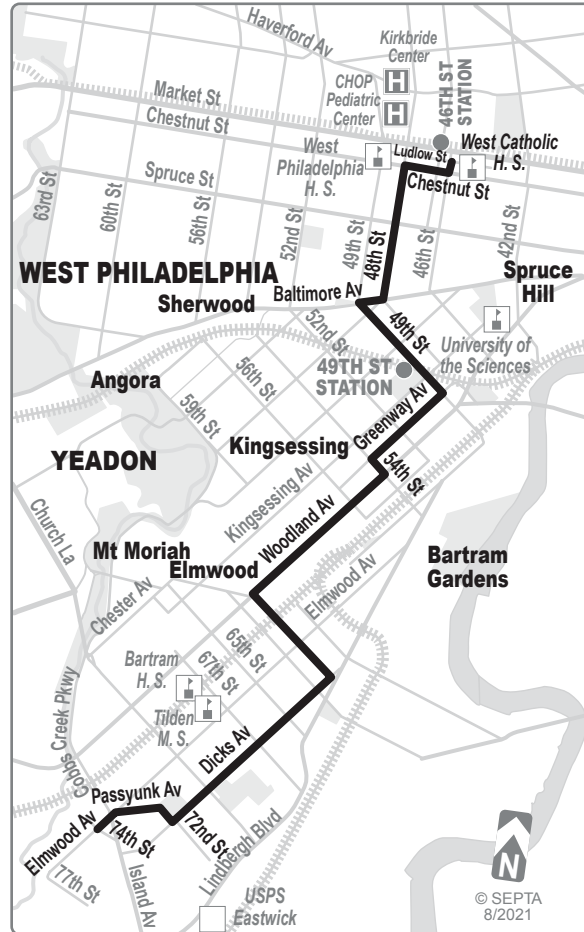 Haverford Av
Kirkbride
Center
H
CHOP
Pediatric
Center
H
46TH ST
STATION
Market St
Chestnut St
West
Philadelphia
H. S.
Ludlow St
West Catholic
H. S.
Chestnut St
Spruce St
63rd St
60th St
56th St
52nd St
49th St
48th St
46th St
42nd St
WEST PHILADELPHIA
Sherwood
Baltimore Av
Spruce
Hill
52nd St
49th St
University of
the Sciences
49TH ST
STATION
Angora
56th St
59th St
Greenway Av
Kingsessing
54th St
YEADON
Kingsessing Av
Church La
Mt Moriah
Elmwood
Woodland Av
Elmwood Av
Bartram
Gardens
Chester Av
65th St
67th St
Bartram
H. S.
Tilden
M. S.
Cobbs Creek Pkwy
Dicks Av
Passyunk Av
Elmwood Av
74th St
72nd St
Lindbergh Blvd
77th St
Island Av
USPS
Eastwick
N
© SEPTA
8/2021